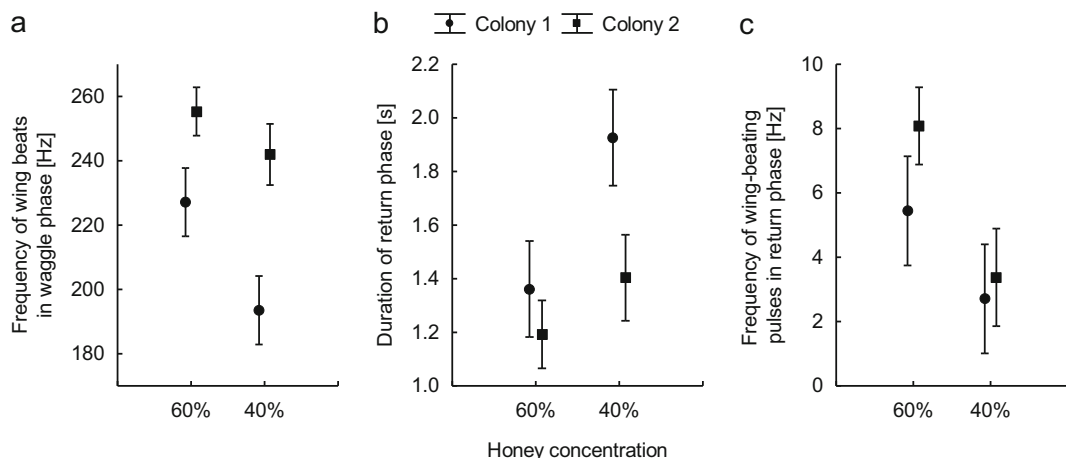 a
b
Colony 1
Colony 2
c
Frequency of wing beats
in waggle phase [Hz]
260
240
220
200
180
60%
40%
Duration of return phase [s]
2.2
2.0
1.8
1.6
1.4
1.2
1.0
60%
40%
Honey concentration
Frequency of wing-beating
pulses in return phase [Hz]
10
8
6
4
2
0
60%
40%